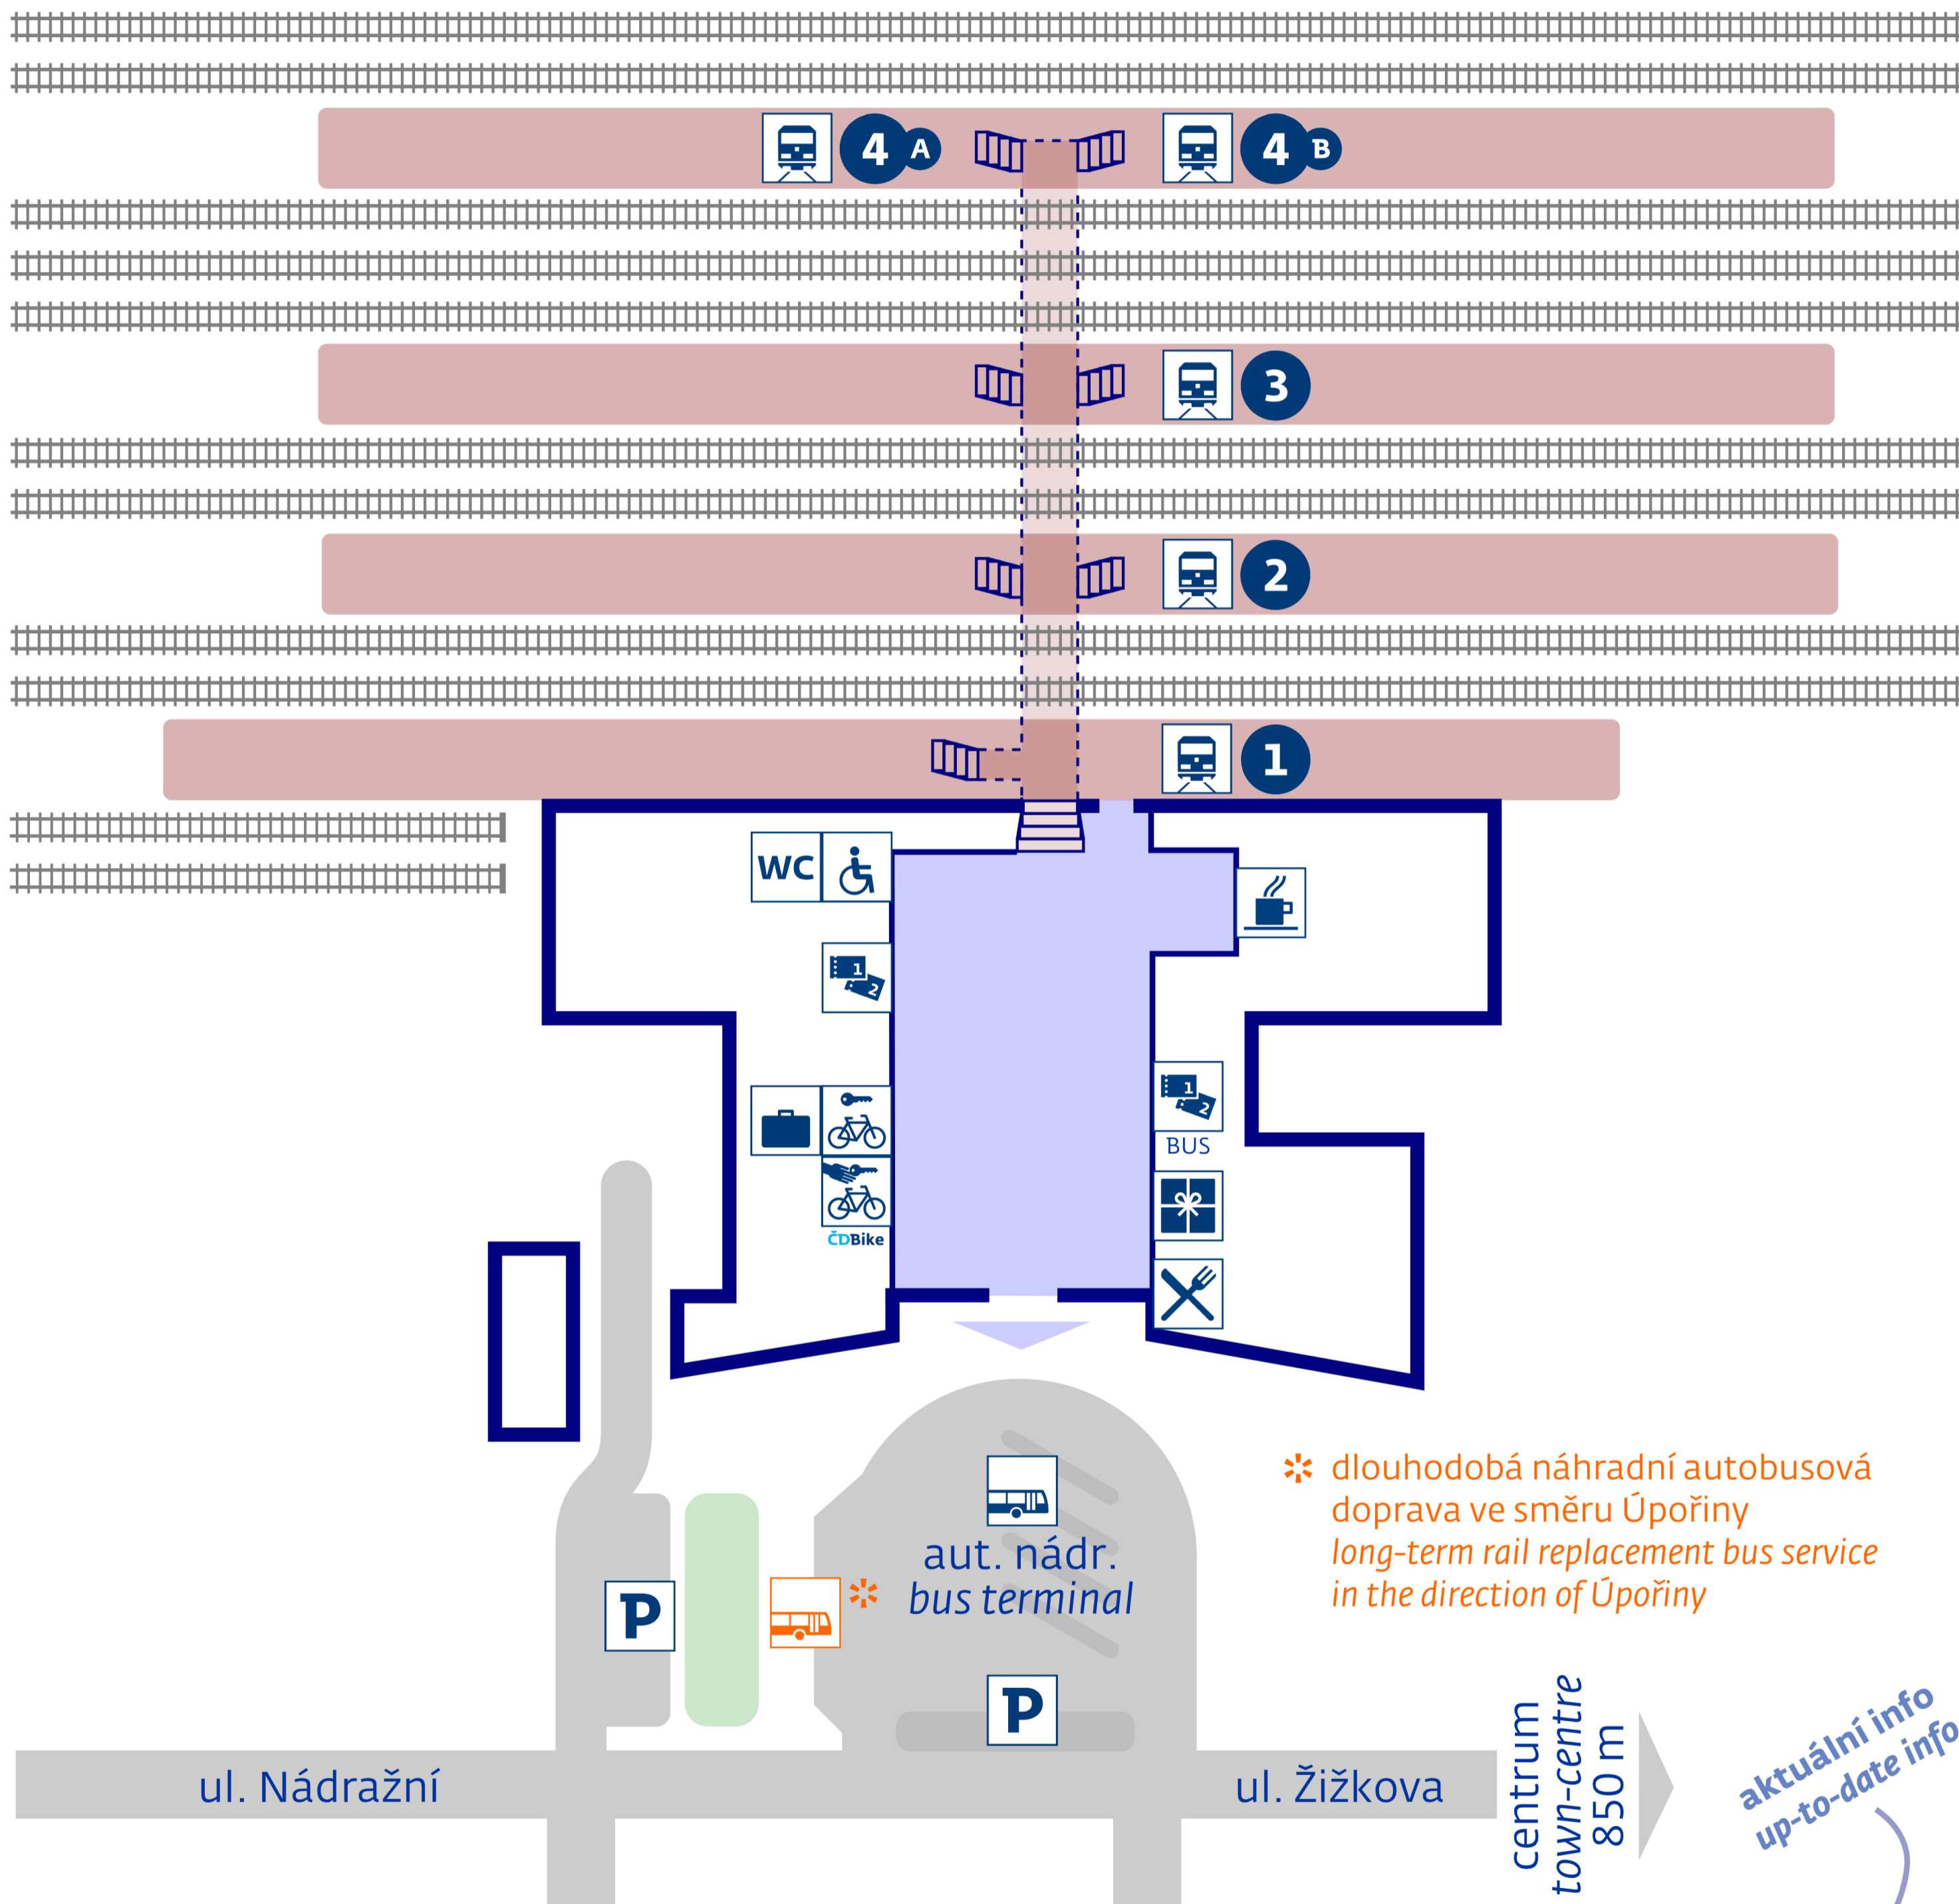 4 A
4 B
3
2
1
WC
1
2
1
2
BUS
ČDBike
aut. nádr.
bus terminal
P
P
dlouhodobá náhradní autobusová
doprava ve směru Úpořiny
long-term rail replacement bus service
in the direction of Úpořiny
ul. Nádražní
ul. Žižkova
centrum
town-centre
850 m
aktuální info
up-to-date info